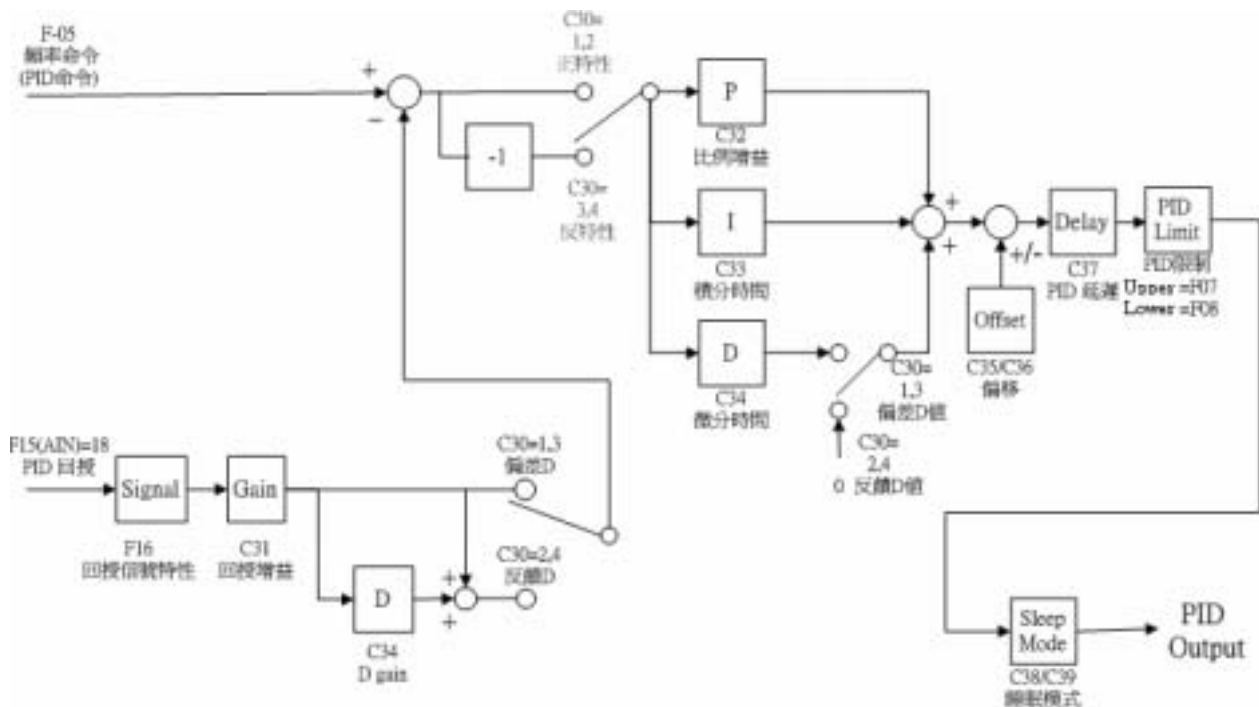 F-05
頻率命令
(PID命令)
+
−
C30=
1,2
正特性
-1
C30=
3,4
反特性
P
C32
比例增益
I
C33
積分時間
D
C34
微分時間
+
+
+/-
Offset
C35/C36
偏移
Delay
C37
PID 延遲
PID
Limit
PID限制
Upper =F07
Lower =F08
C30=
1,3
偏差D值
C30=
2,4
反饋D值
0
F15(AIN)=18
PID 回授
Signal
F16
回授信號特性
Gain
C31
回授增益
C30=1,3
偏差D
C30=2,4
反饋D
D
C34
D gain
+
+
Sleep
Mode
C38/C39
睡眠模式
PID
Output